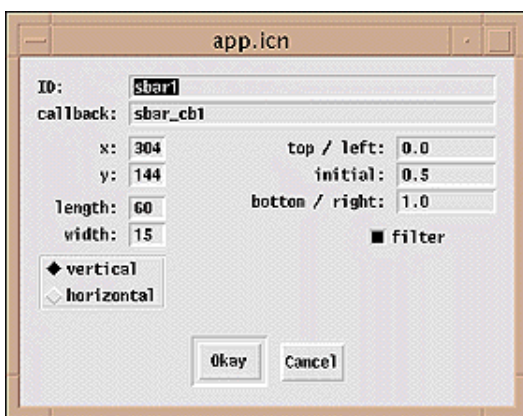 app.icn
ID: sbar1
callback: sbar_cb1
x: 304 top / left: 0.0
y: 144 initial: 0.5
length: 60 bottom / right: 1.0
width: 15 filter
vertical
horizontal
Okay Cancel